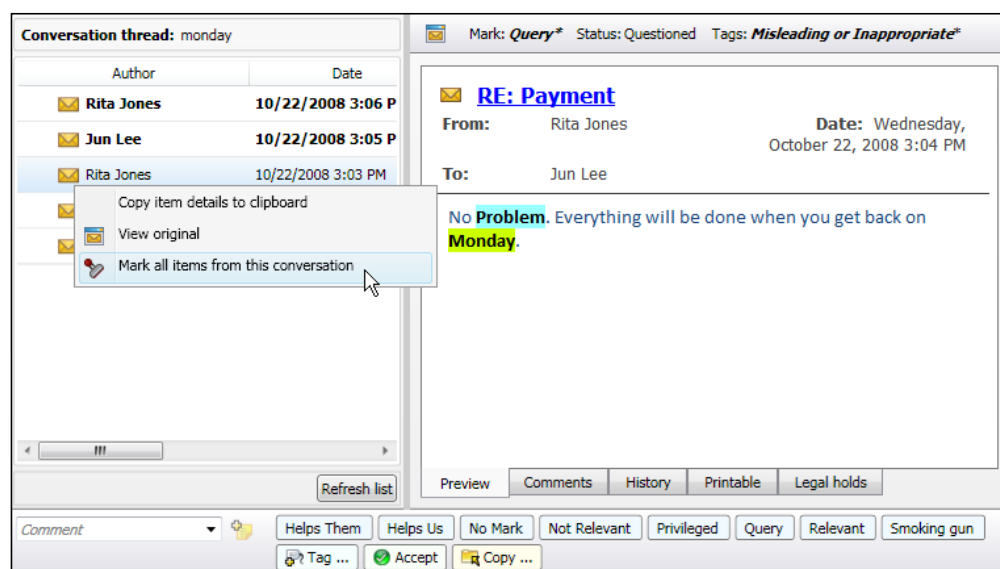 Conversation thread: monday
Author Date
Rita Jones 10/22/2008 3:06 P
Jun Lee 10/22/2008 3:05 P
Rita Jones 10/22/2008 3:03 PM
Copy item details to clipboard
View original
Mark all items from this conversation
Refresh list
Mark: Query* Status: Questioned Tags: Misleading or Inappropriate*
RE: Payment
From: Rita Jones Date: Wednesday,
October 22, 2008 3:04 PM
To: Jun Lee
No Problem. Everything will be done when you get back on
Monday.
Preview Comments History Printable Legal holds
Comment Helps Them Helps Us No Mark Not Relevant Privileged Query Relevant Smoking gun
Tag ... Accept Copy ...